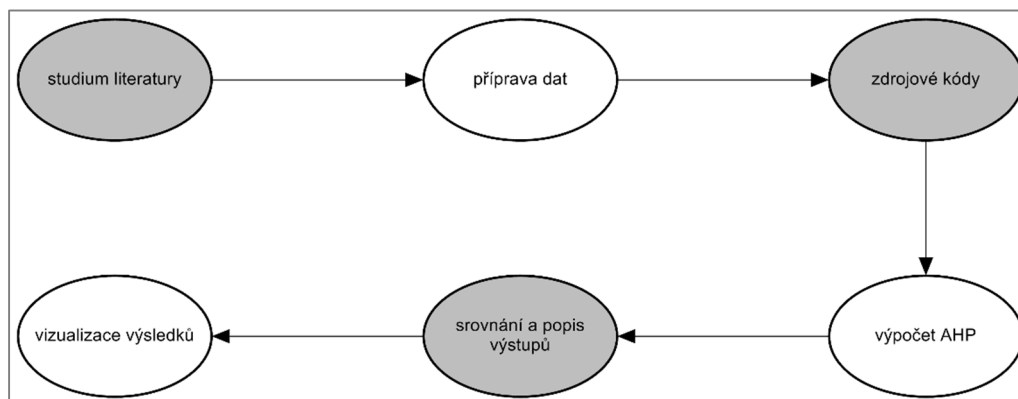 studium literatury
příprava dat
zdrojové kódy
výpočet AHP
srovnání a popis
výstupů
vizualizace výsledků